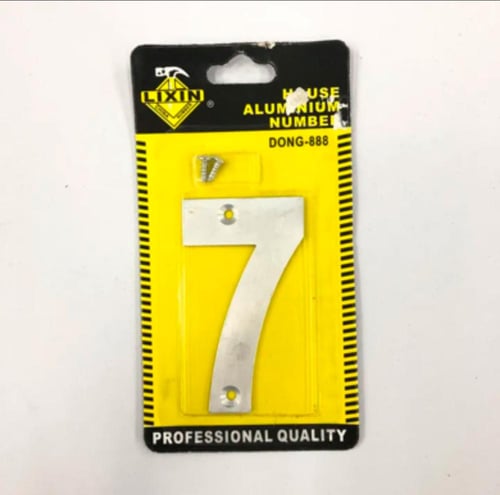 LIXIN
®
HOUSE
ALUMINIUM
NUMBER
DONG-888
7
PROFESSIONAL QUALITY